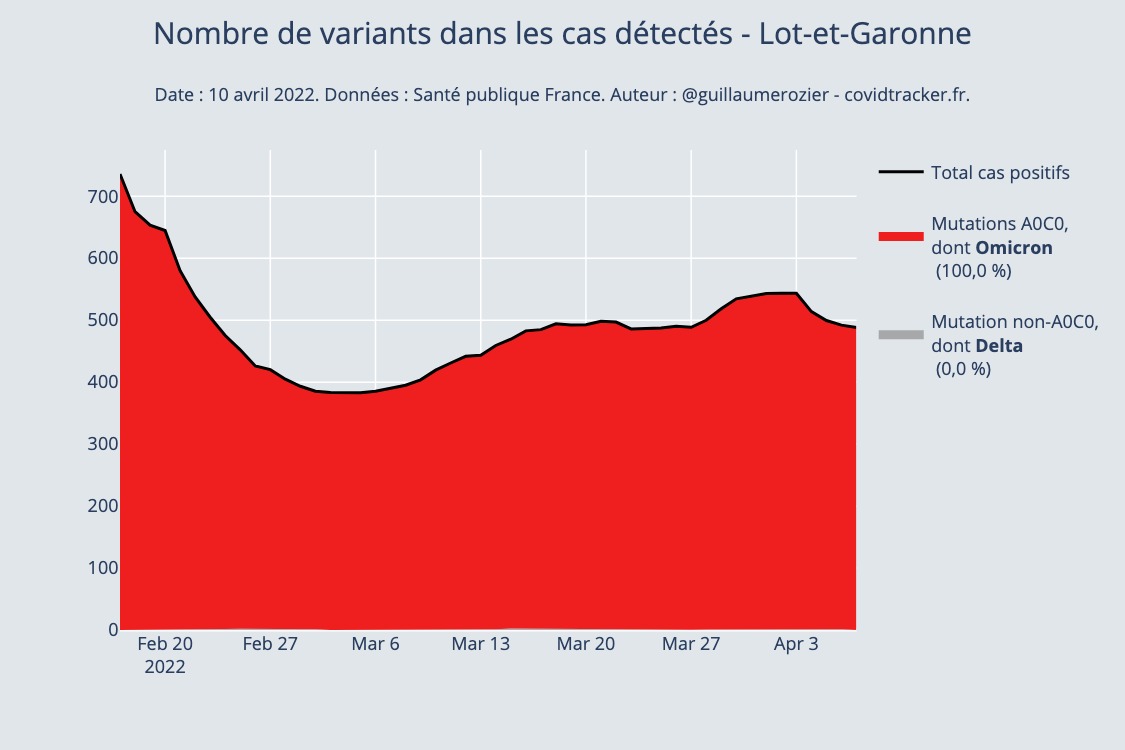 Nombre de variants dans les cas détectés - Lot-et-Garonne
Date : 10 avril 2022. Données : Santé publique France. Auteur : @guillaumerozier - covidtracker.fr.
Total cas positifs
Mutations A0C0,
dont Omicron
(100,0 %)
Mutation non-A0C0,
dont Delta
(0,0 %)
700
600
500
400
300
200
100
0
Feb 20
2022
Feb 27
Mar 6
Mar 13
Mar 20
Mar 27
Apr 3